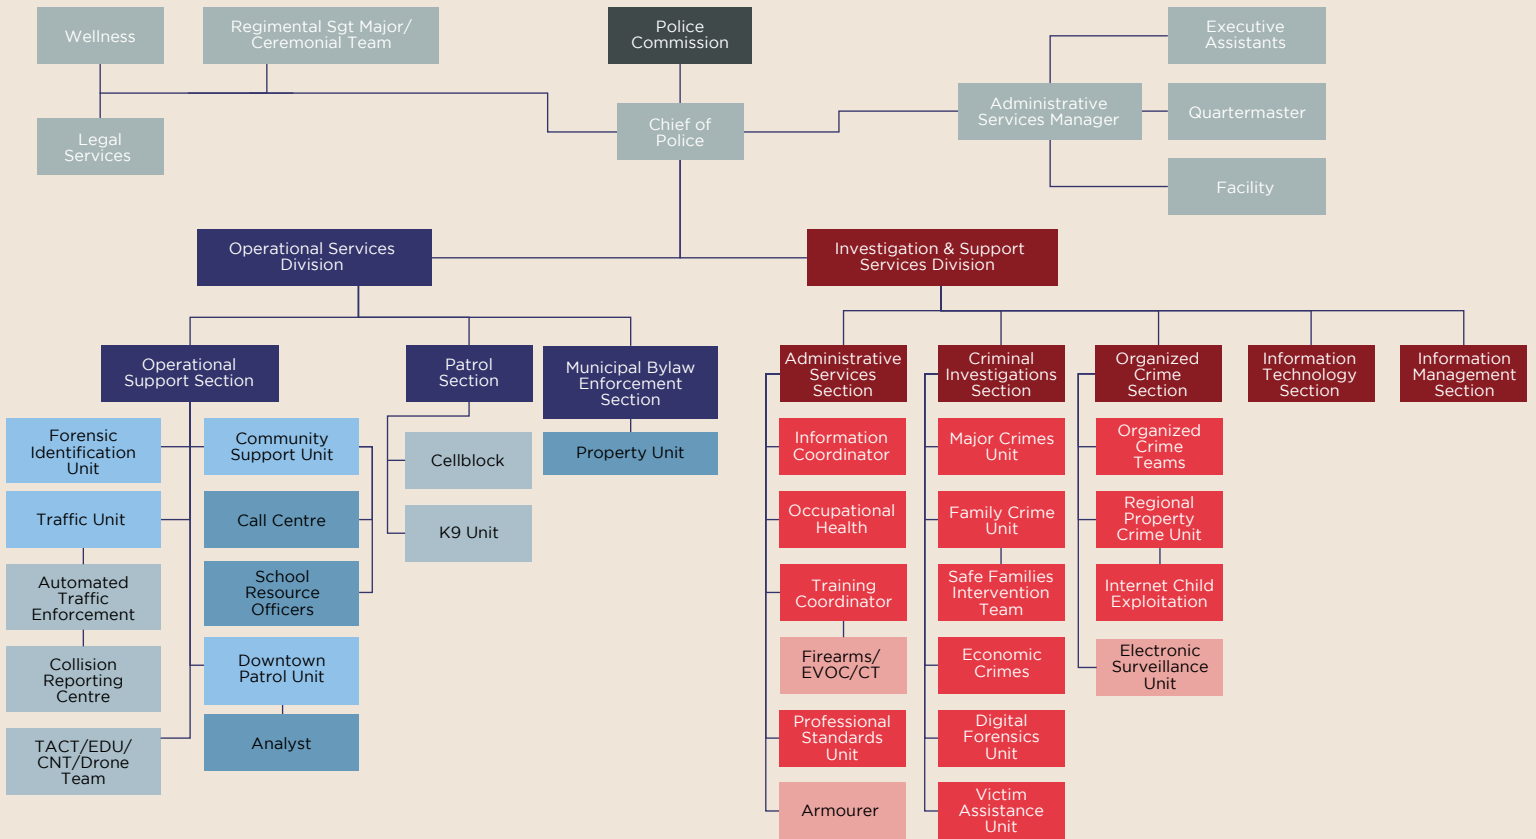 Wellness
Regimental Sgt Major/
Ceremonial Team
Police
Commission
Executive
Assistants
Legal
Services
Chief of
Police
Administrative
Services Manager
Quartermaster
Facility
Operational Services
Division
Investigation & Support
Services Division
Operational
Support Section
Patrol
Section
Municipal Bylaw
Enforcement
Section
Administrative
Services
Section
Criminal
Investigations
Section
Organized
Crime
Section
Information
Technology
Section
Information
Management
Section
Forensic
Identification
Unit
Traffic Unit
Automated
Traffic
Enforcement
Collision
Reporting
Centre
TACT/EDU/
CNT/Drone
Team
Community
Support Unit
Call Centre
School
Resource
Officers
Downtown
Patrol Unit
Analyst
Cellblock
K9 Unit
Property Unit
Information
Coordinator
Occupational
Health
Training
Coordinator
Firearms/
EVOC/CT
Professional
Standards
Unit
Armourer
Major Crimes
Unit
Family Crime
Unit
Safe Families
Intervention
Team
Economic
Crimes
Digital
Forensics
Unit
Victim
Assistance
Unit
Organized
Crime
Teams
Regional
Property
Crime Unit
Internet Child
Exploitation
Electronic
Surveillance
Unit